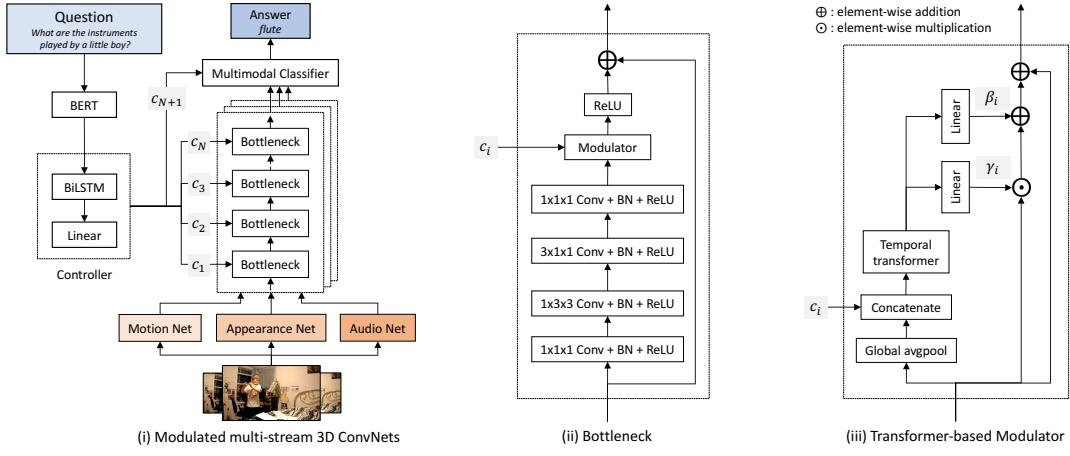 Question
What are the instruments
played by a little boy?
BERT
BiLSTM
Linear
Controller
Answer
flute
Multimodal Classifier
c_{N+1}
c_N
Bottleneck
c_3
Bottleneck
c_2
Bottleneck
c_1
Bottleneck
Motion Net
Appearance Net
Audio Net
(i) Modulated multi-stream 3D ConvNets
ReLU
c_i
Modulator
1x1x1 Conv + BN + ReLU
3x1x1 Conv + BN + ReLU
1x3x3 Conv + BN + ReLU
1x1x1 Conv + BN + ReLU
(ii) Bottleneck
⊕ : element-wise addition
⊙ : element-wise multiplication
Linear
β_i
Linear
γ_i
Temporal
transformer
c_i
Concatenate
Global avgpool
(iii) Transformer-based Modulator